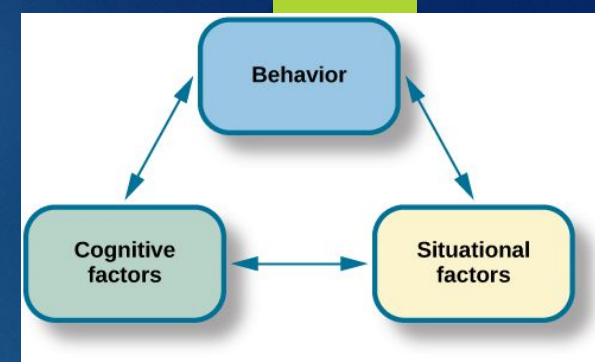 Behavior
Cognitive
factors
Situational
factors